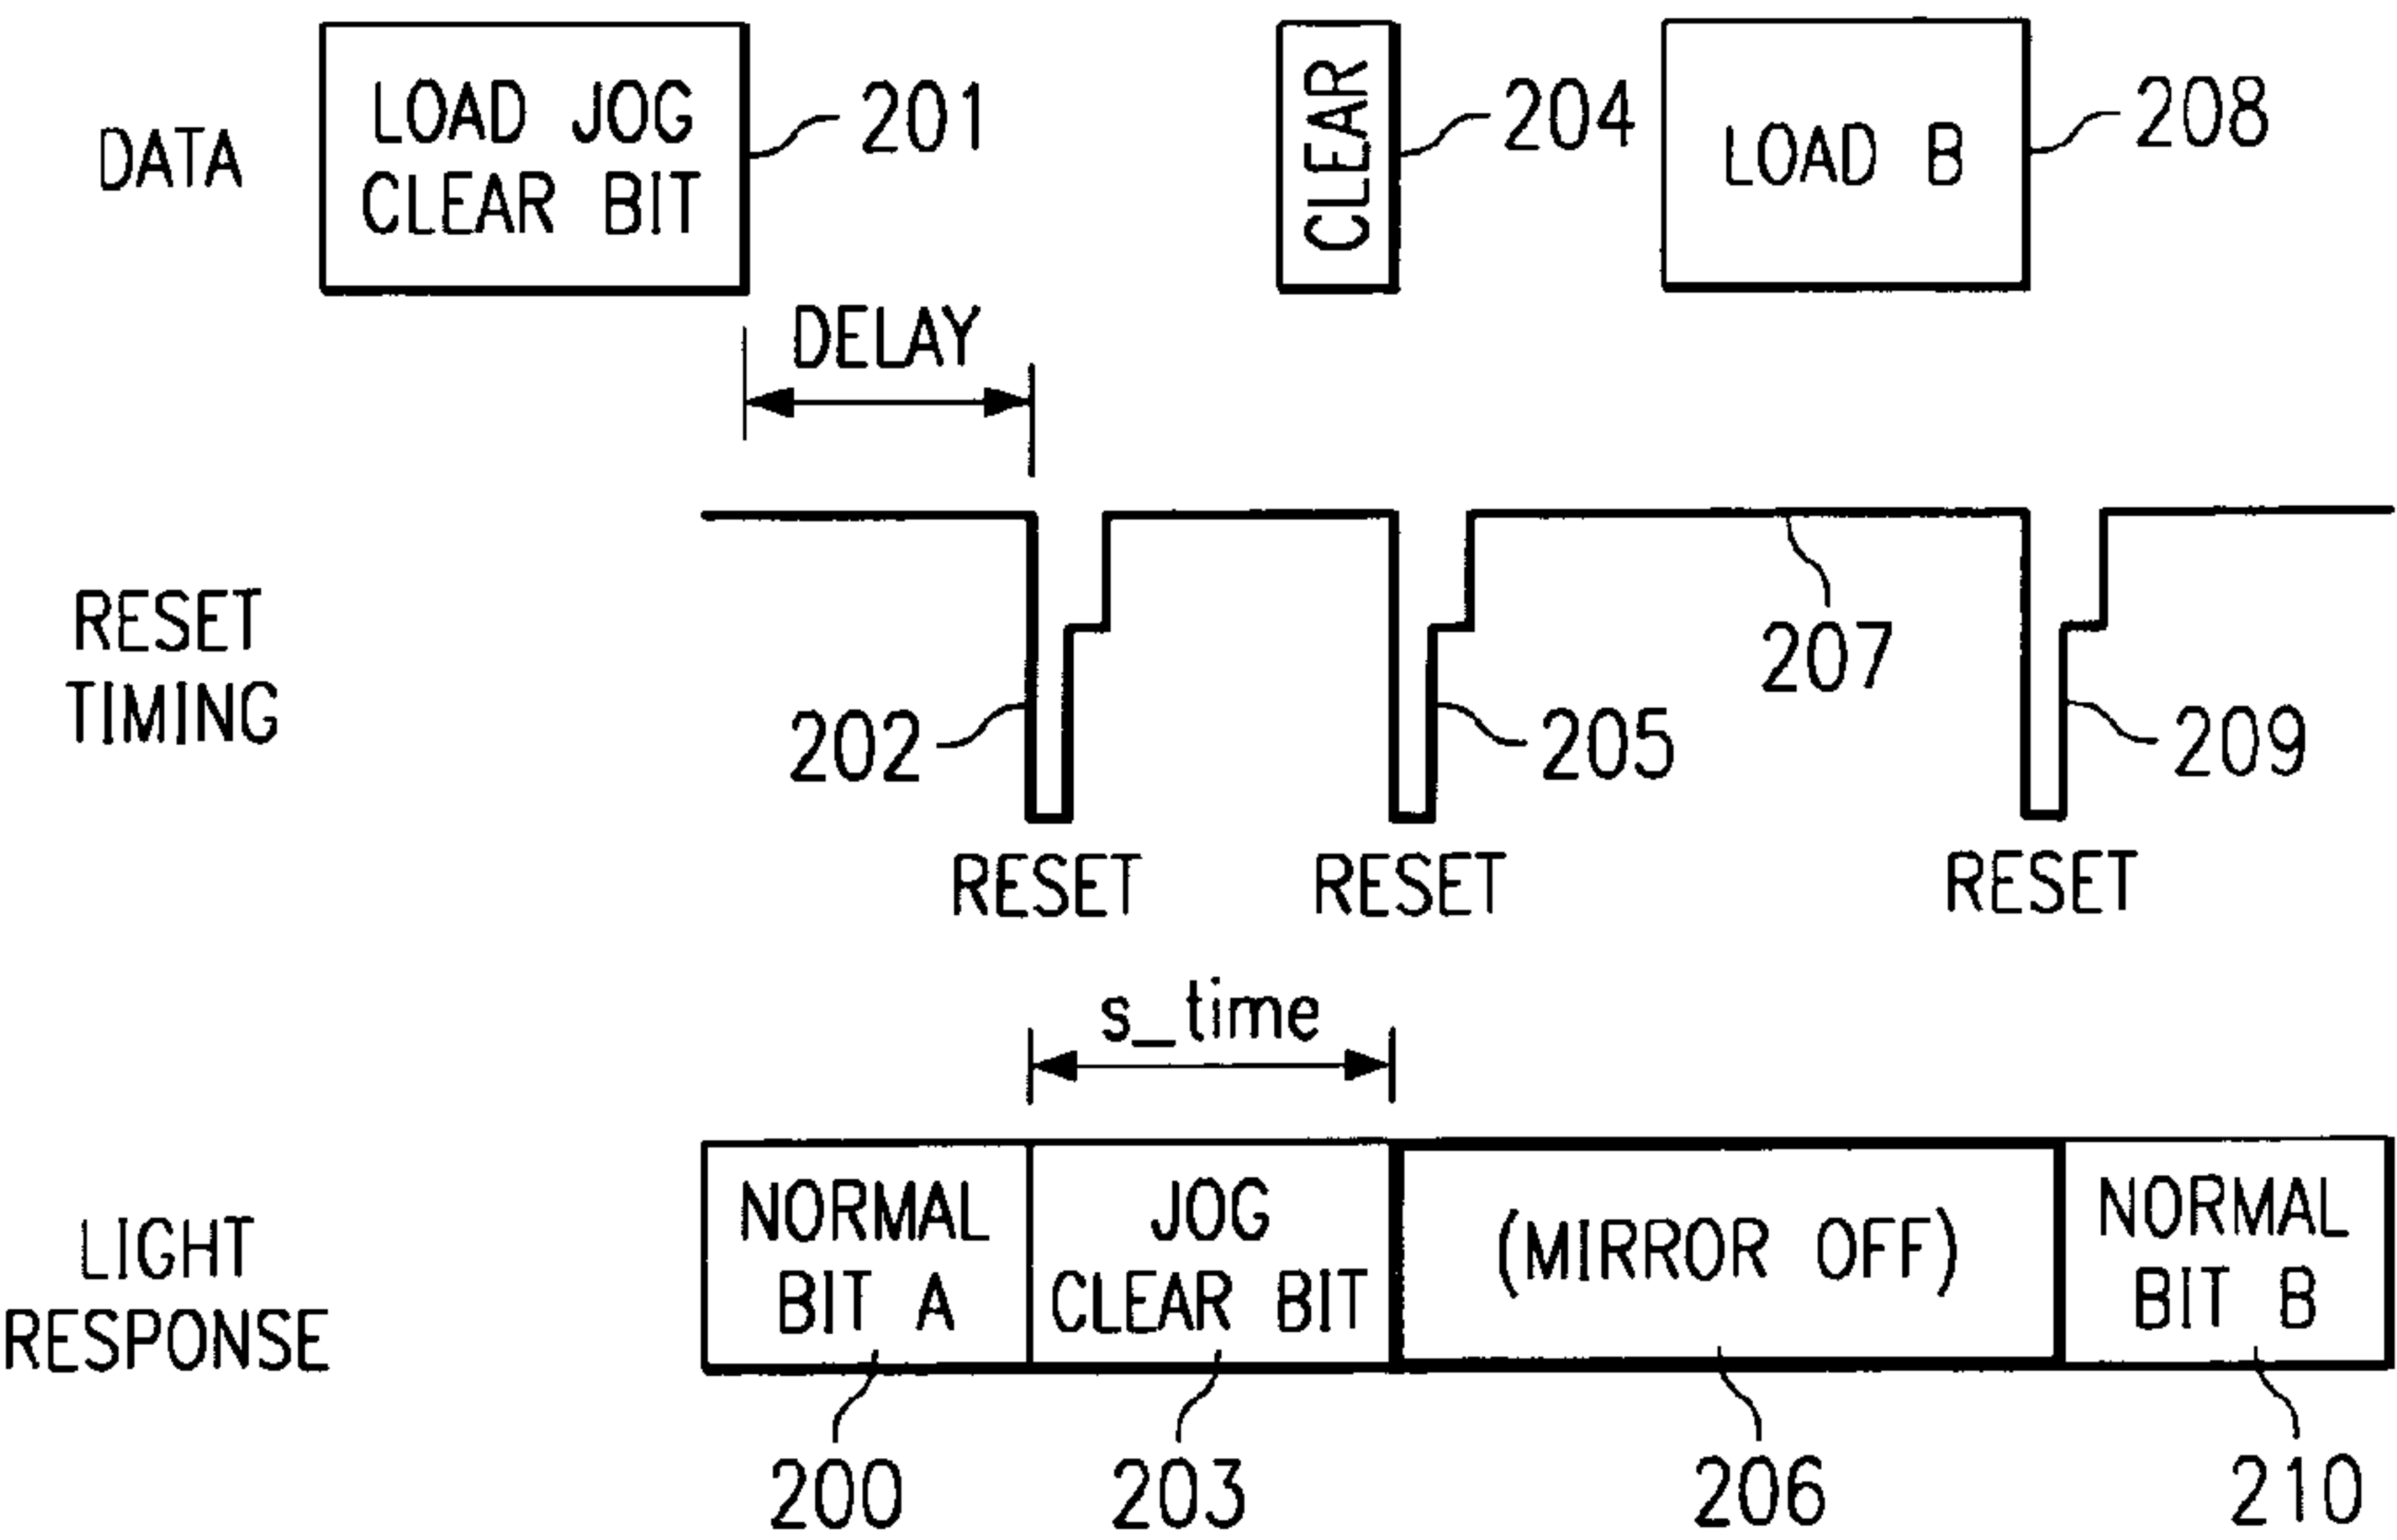 DATA
LOAD JOG
CLEAR BIT
201
CLEAR
204
LOAD B
208
DELAY
RESET
TIMING
202
205
207
209
RESET
RESET
RESET
s_time
LIGHT
RESPONSE
NORMAL
BIT A
JOG
CLEAR BIT
(MIRROR OFF)
NORMAL
BIT B
200
203
206
210